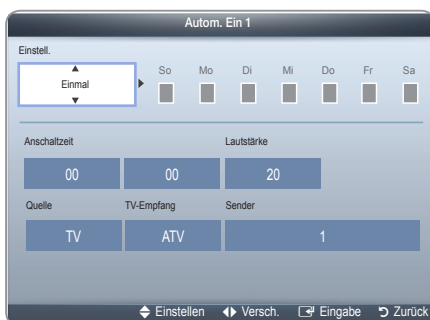 Autom. Ein 1
Einstell.
Einmal
So Mo Di Mi Do Fr Sa
Anschaltzeit Lautstärke
00 00 20
Quelle TV-Empfang Sender
TV ATV 1
Einstellen Versch. Eingabe Zurück